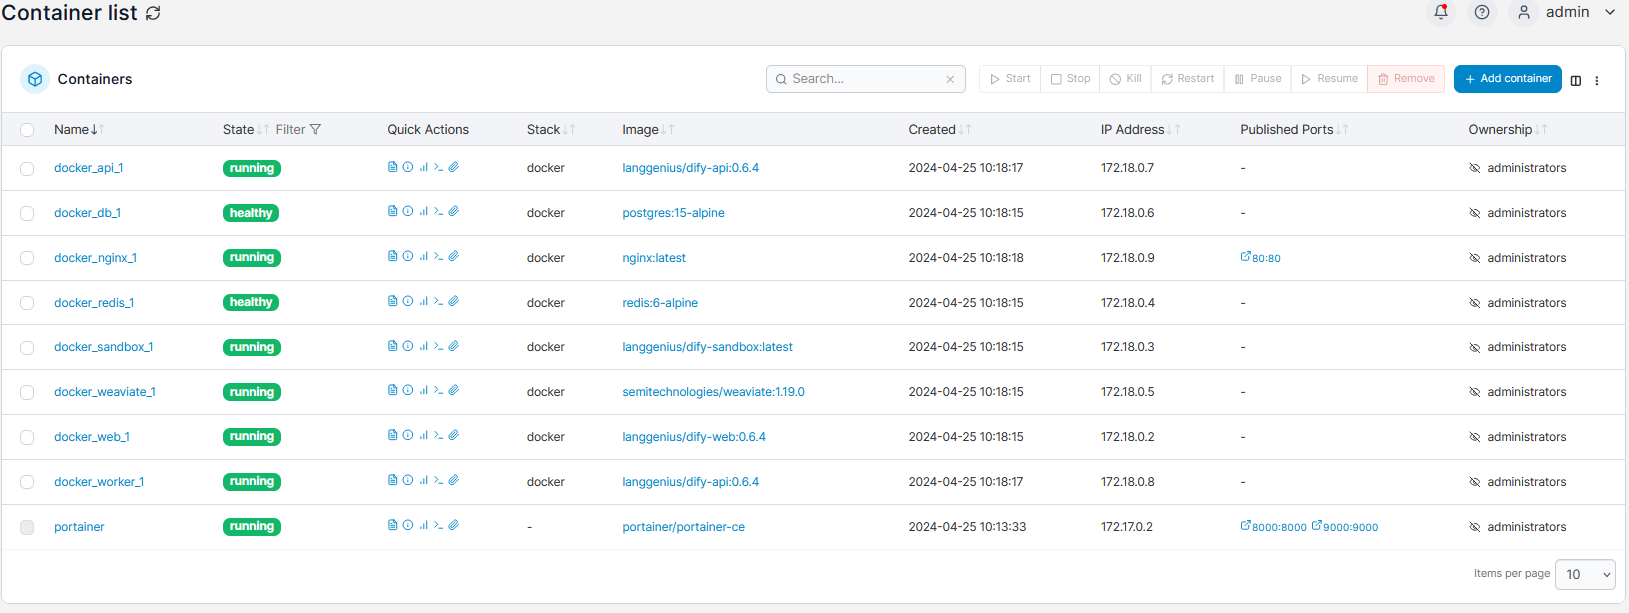 Container list
admin
Containers Search... Start Stop Kill Restart Pause Resume Remove + Add container
Name State Filter Quick Actions Stack Image Created IP Address Published Ports Ownership
docker_api_1 running docker langgenius/dify-api:0.6.4 2024-04-25 10:18:17 172.18.0.7 - administrators
docker_db_1 healthy docker postgres:15-alpine 2024-04-25 10:18:15 172.18.0.6 - administrators
docker_nginx_1 running docker nginx:latest 2024-04-25 10:18:18 172.18.0.9 80:80 administrators
docker_redis_1 healthy docker redis:6-alpine 2024-04-25 10:18:15 172.18.0.4 - administrators
docker_sandbox_1 running docker langgenius/dify-sandbox:latest 2024-04-25 10:18:15 172.18.0.3 - administrators
docker_weaviate_1 running docker semitechnologies/weaviate:1.19.0 2024-04-25 10:18:15 172.18.0.5 - administrators
docker_web_1 running docker langgenius/dify-web:0.6.4 2024-04-25 10:18:15 172.18.0.2 - administrators
docker_worker_1 running docker langgenius/dify-api:0.6.4 2024-04-25 10:18:17 172.18.0.8 - administrators
portainer running - portainer/portainer-ce 2024-04-25 10:13:33 172.17.0.2 8000:8000 9000:9000 administrators
Items per page 10